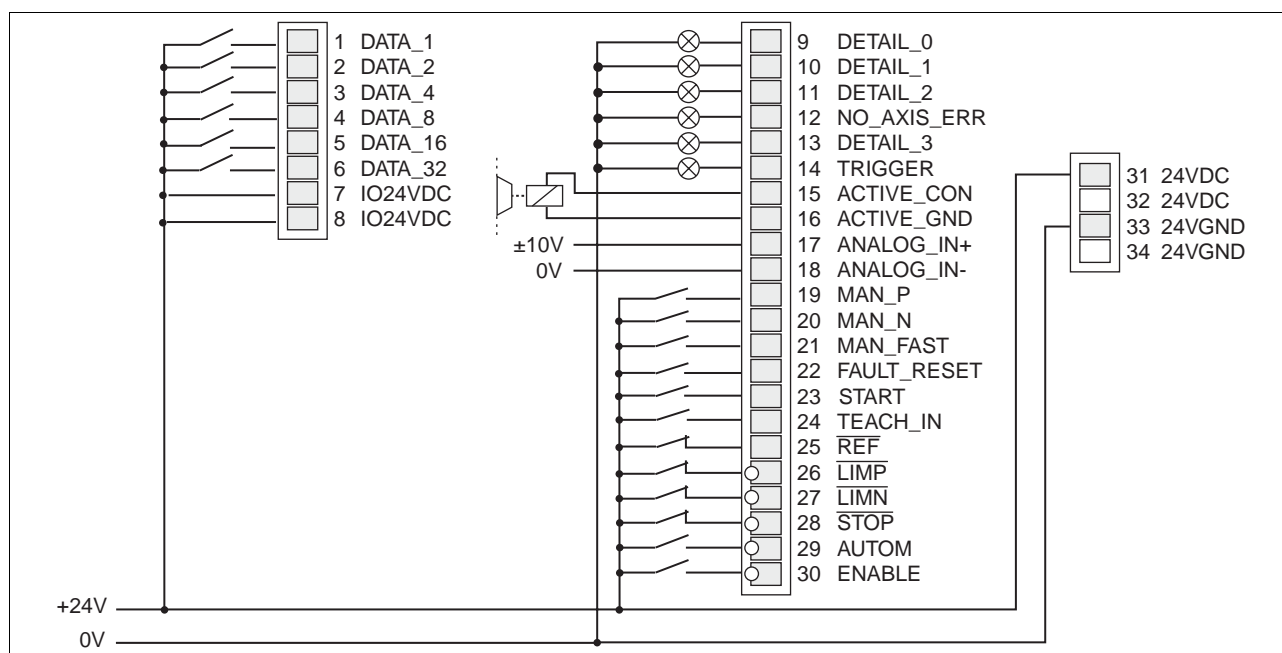 1 DATA_1
2 DATA_2
3 DATA_4
4 DATA_8
5 DATA_16
6 DATA_32
7 IO24VDC
8 IO24VDC
9 DETAIL_0
10 DETAIL_1
11 DETAIL_2
12 NO_AXIS_ERR
13 DETAIL_3
14 TRIGGER
15 ACTIVE_CON
16 ACTIVE_GND
±10V
17 ANALOG_IN+
0V
18 ANALOG_IN-
19 MAN_P
20 MAN_N
21 MAN_FAST
22 FAULT_RESET
23 START
24 TEACH_IN
25 REF
26 LIMP
27 LIMN
28 STOP
29 AUTOM
30 ENABLE
31 24VDC
32 24VDC
33 24VGND
34 24VGND
+24V
0V